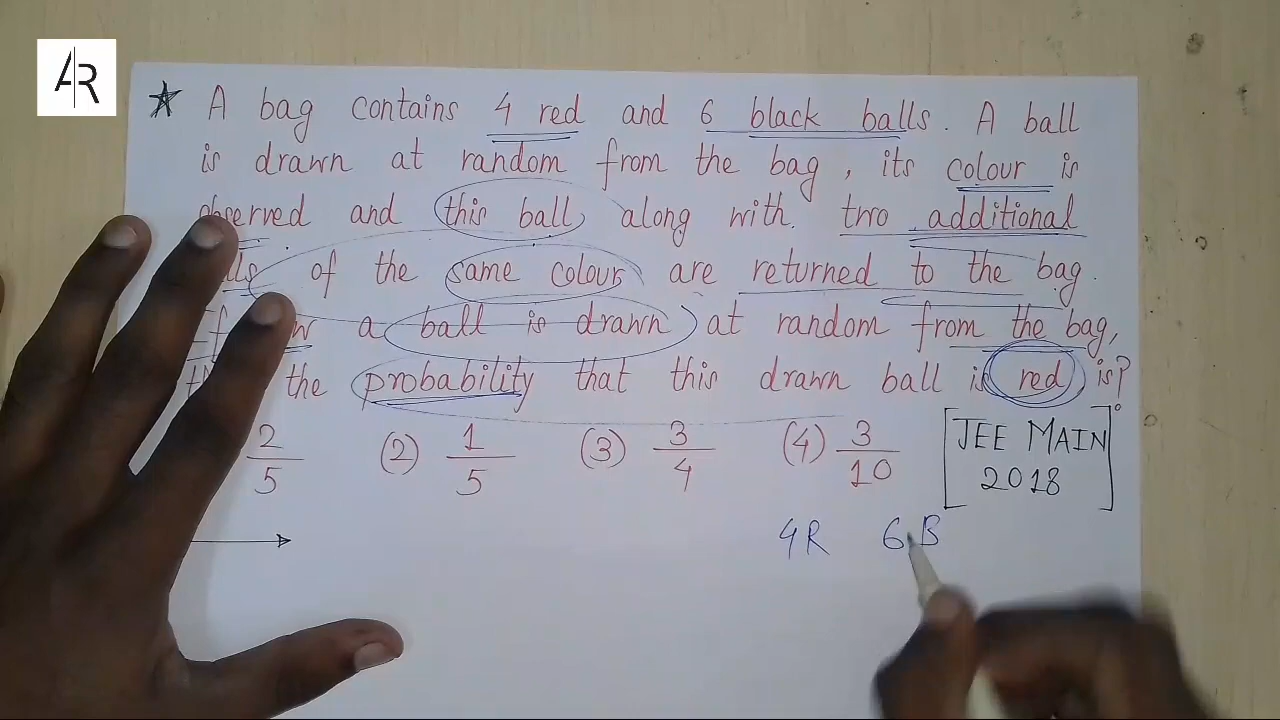 AR
A bag contains 4 red and 6 black balls. A ball
is drawn at random from the bag, its colour is
observed and this ball along with two additional
of the same colour are returned to the bag.
a ball is drawn at random from the bag,
the probability that this drawn ball is red is?
2/5 (2) 1/5 (3) 3/4 (4) 3/10
[JEE MAIN
2018]
4R 6B